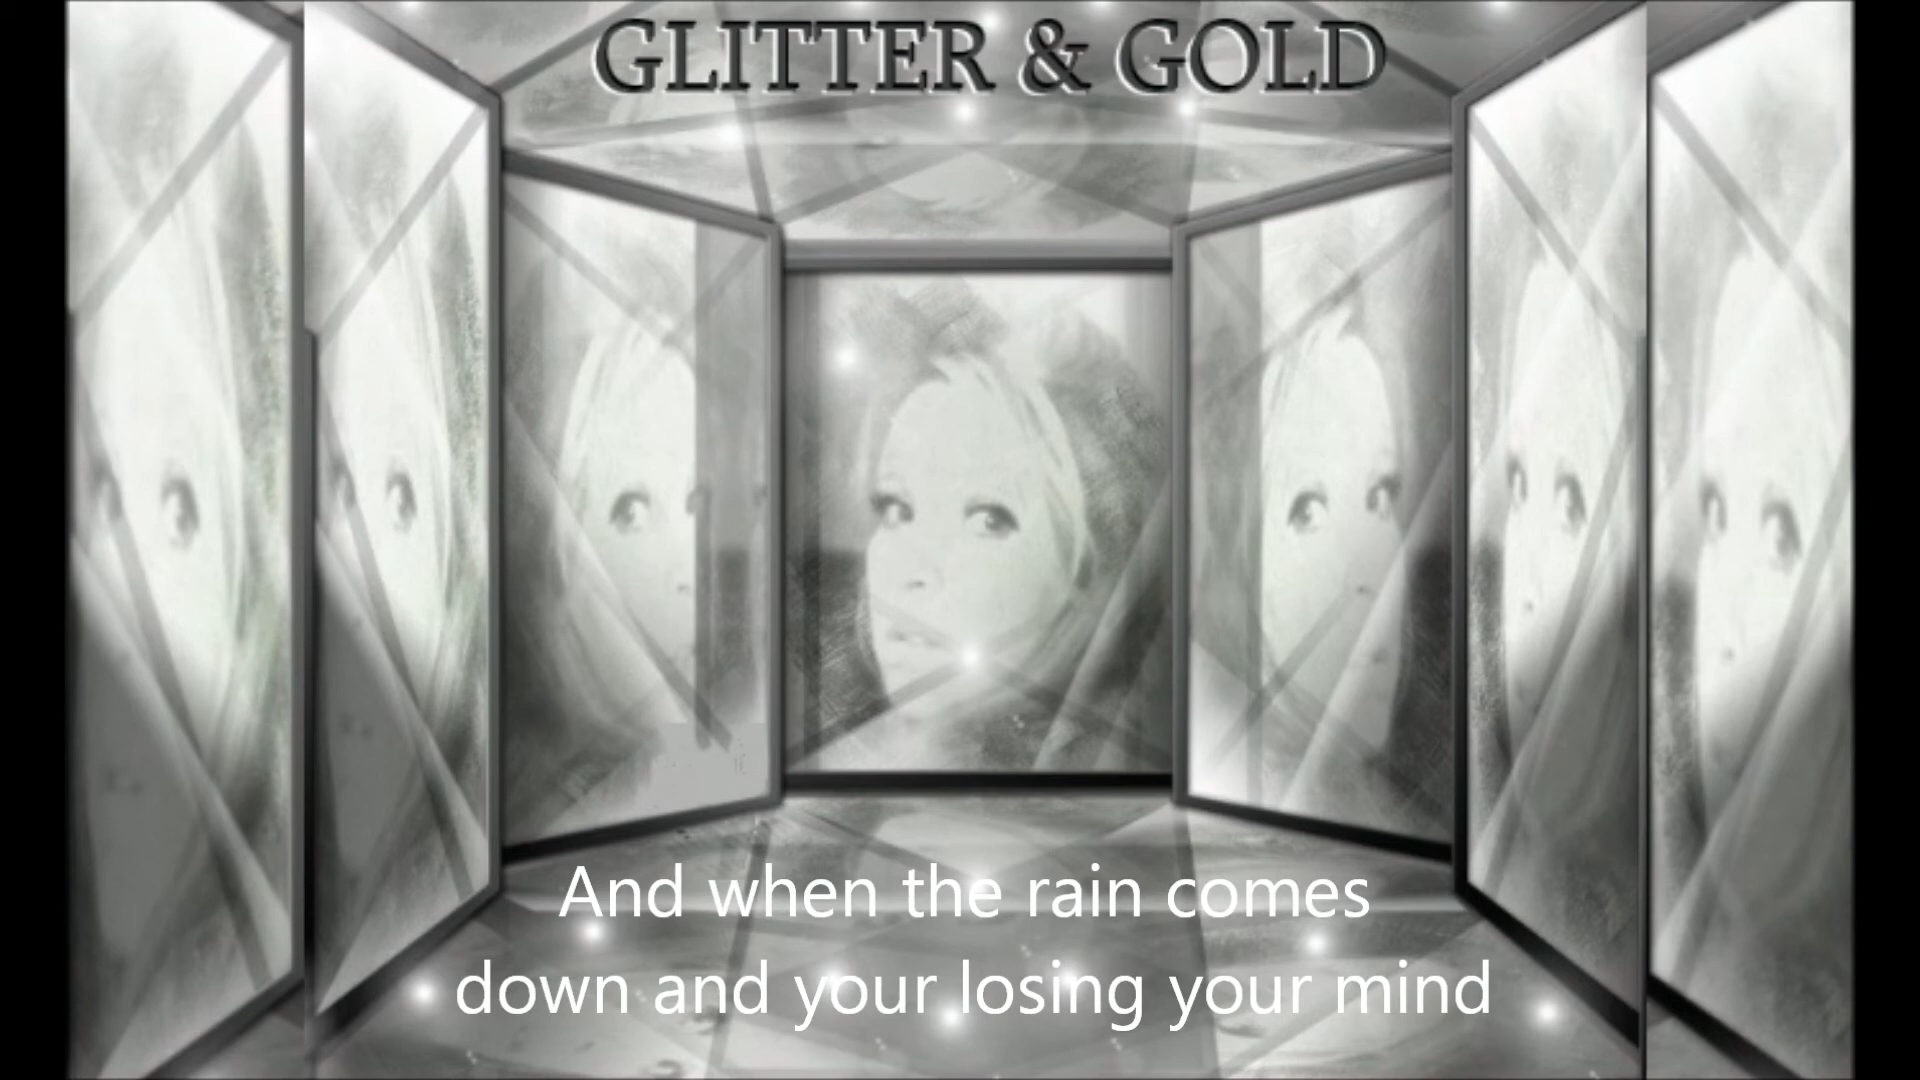 GLITTER & GOLD
And when the rain comes
down and your losing your mind